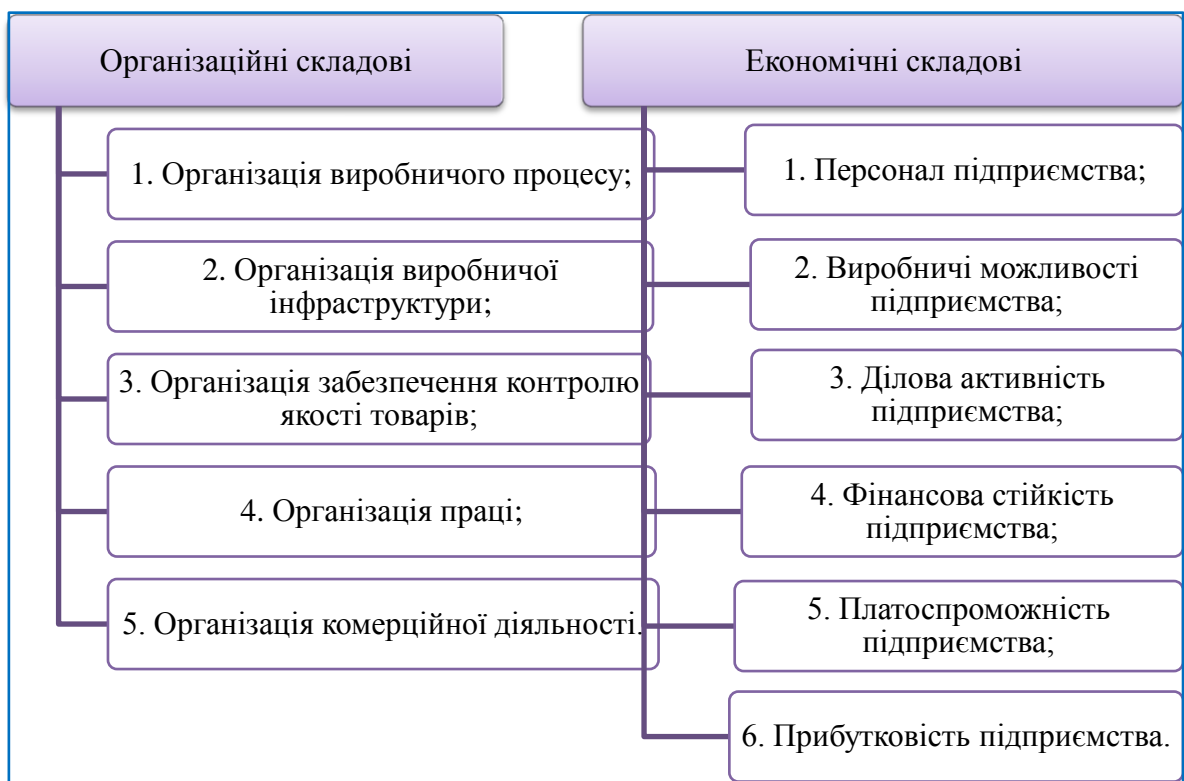 Організаційні складові
1. Організація виробничого процесу;
2. Організація виробничої
інфраструктури;
3. Організація забезпечення контролю
якості товарів;
4. Організація праці;
5. Організація комерційної діяльності.
Економічні складові
1. Персонал підприємства;
2. Виробничі можливості
підприємства;
3. Ділова активність
підприємства;
4. Фінансова стійкість
підприємства;
5. Платоспроможність
підприємства;
6. Прибутковість підприємства.